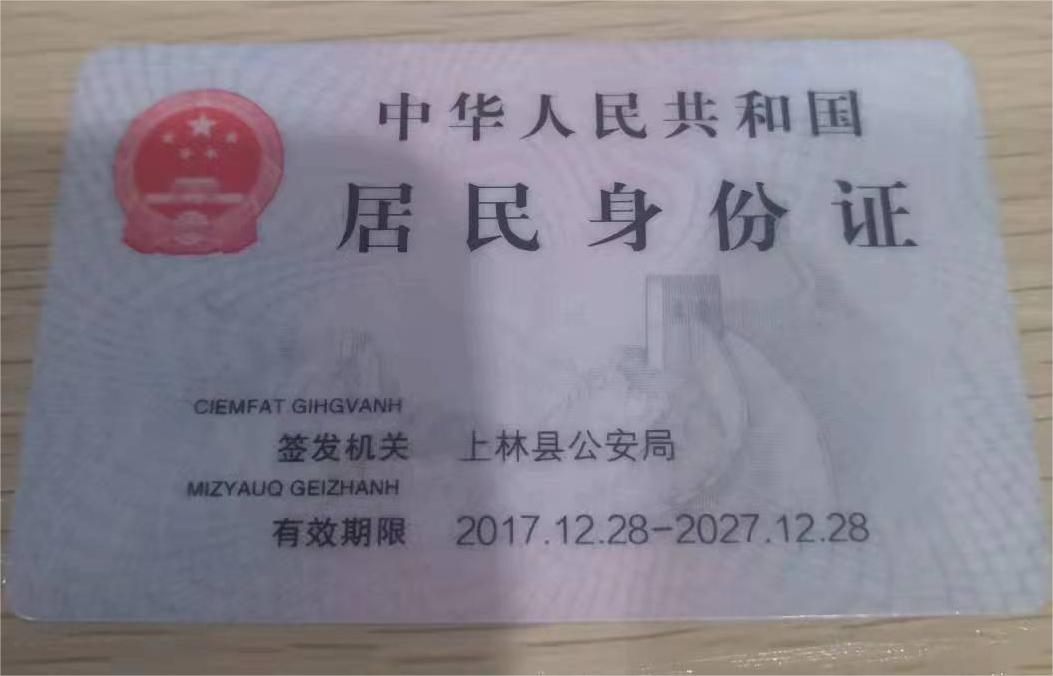 中华人民共和国
居民身份证
CIEMFAT GIHGVANH
签发机关 上林县公安局
MIZYAUQ GEIZHANH
有效期限 2017.12.28-2027.12.28